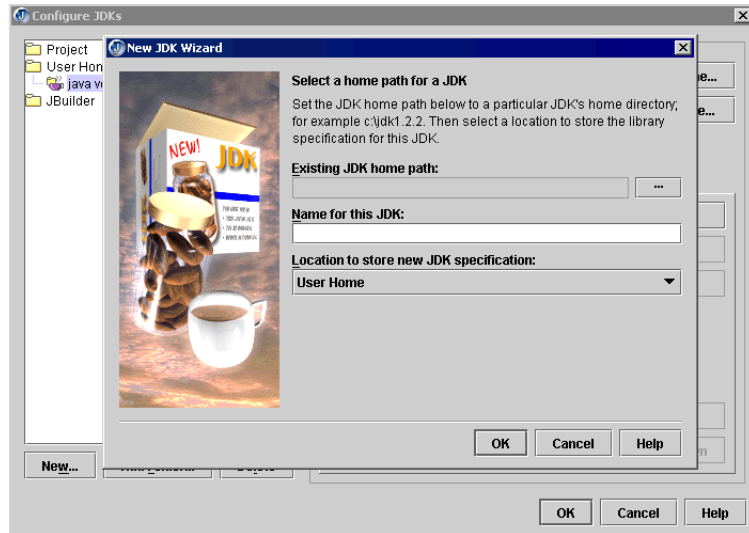 Configure JDKs
Project
User Hon
java v
JBuilder
New JDK Wizard
Select a home path for a JDK
Set the JDK home path below to a particular JDK's home directory;
for example c:\jdk1.2.2. Then select a location to store the library
specification for this JDK.
Existing JDK home path:
...
Name for this JDK:
Location to store new JDK specification:
User Home
NEW!
JDK
OK
Cancel
Help
e...
e...
n
New...
OK
Cancel
Help